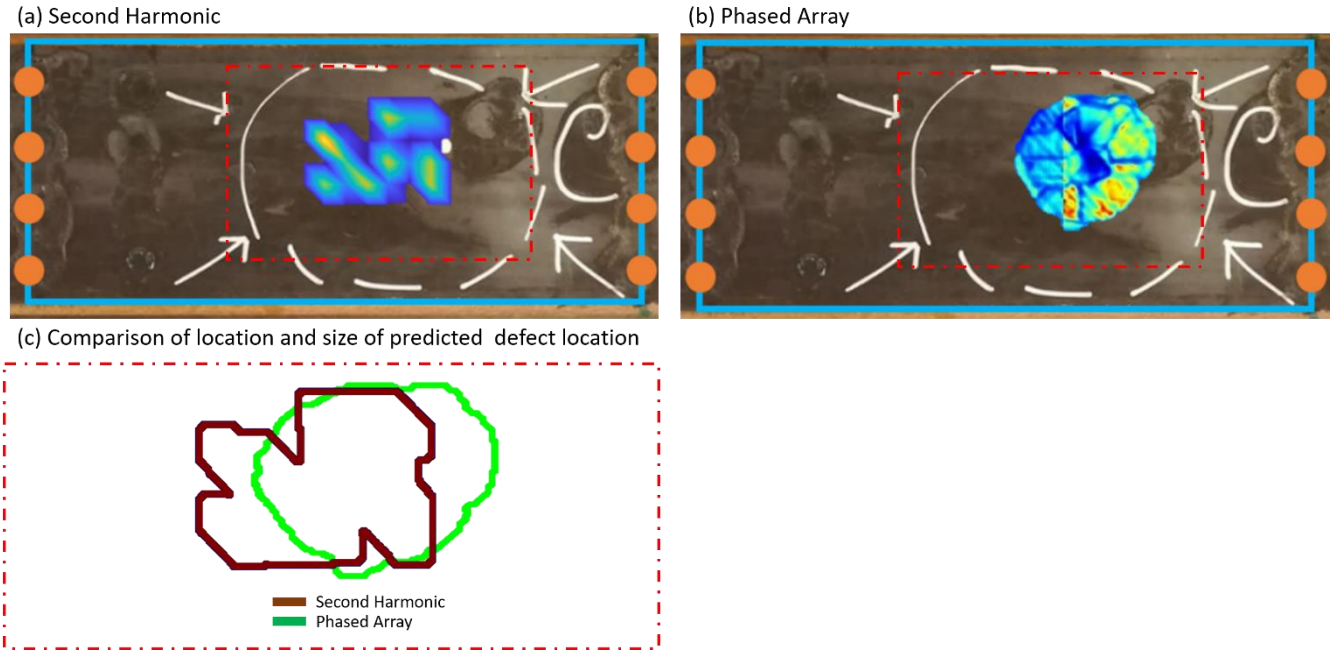 (a) Second Harmonic
(b) Phased Array
C
C
(c) Comparison of location and size of predicted defect location
Second Harmonic
Phased Array